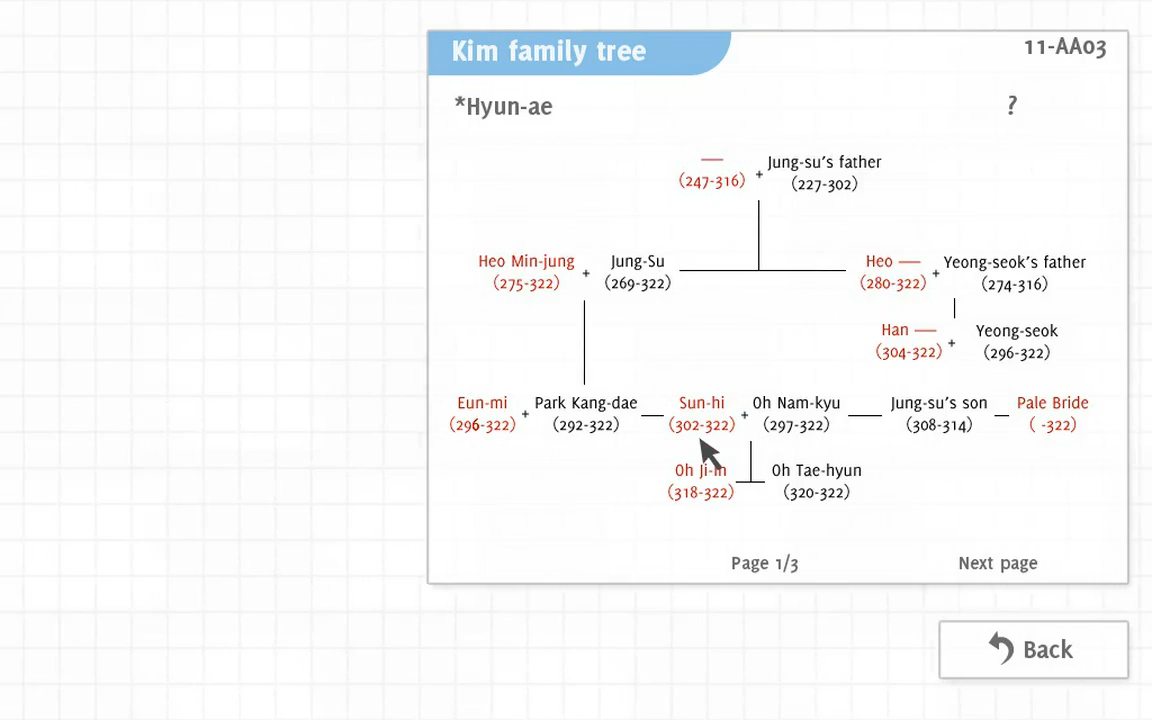 Kim family tree
11-AA03
*Hyun-ae ?
— + Jung-su's father
(247-316) (227-302)
Heo Min-jung + Jung-Su Heo — + Yeong-seok's father
(275-322) (269-322) (280-322) (274-316)
Han — + Yeong-seok
(304-322) (296-322)
Eun-mi + Park Kang-dae Sun-hi + Oh Nam-kyu Jung-su's son Pale Bride
(296-322) (292-322) (302-322) (297-322) (308-314) ( -322)
Oh Ji-in Oh Tae-hyun
(318-322) (320-322)
Page 1/3 Next page
Back